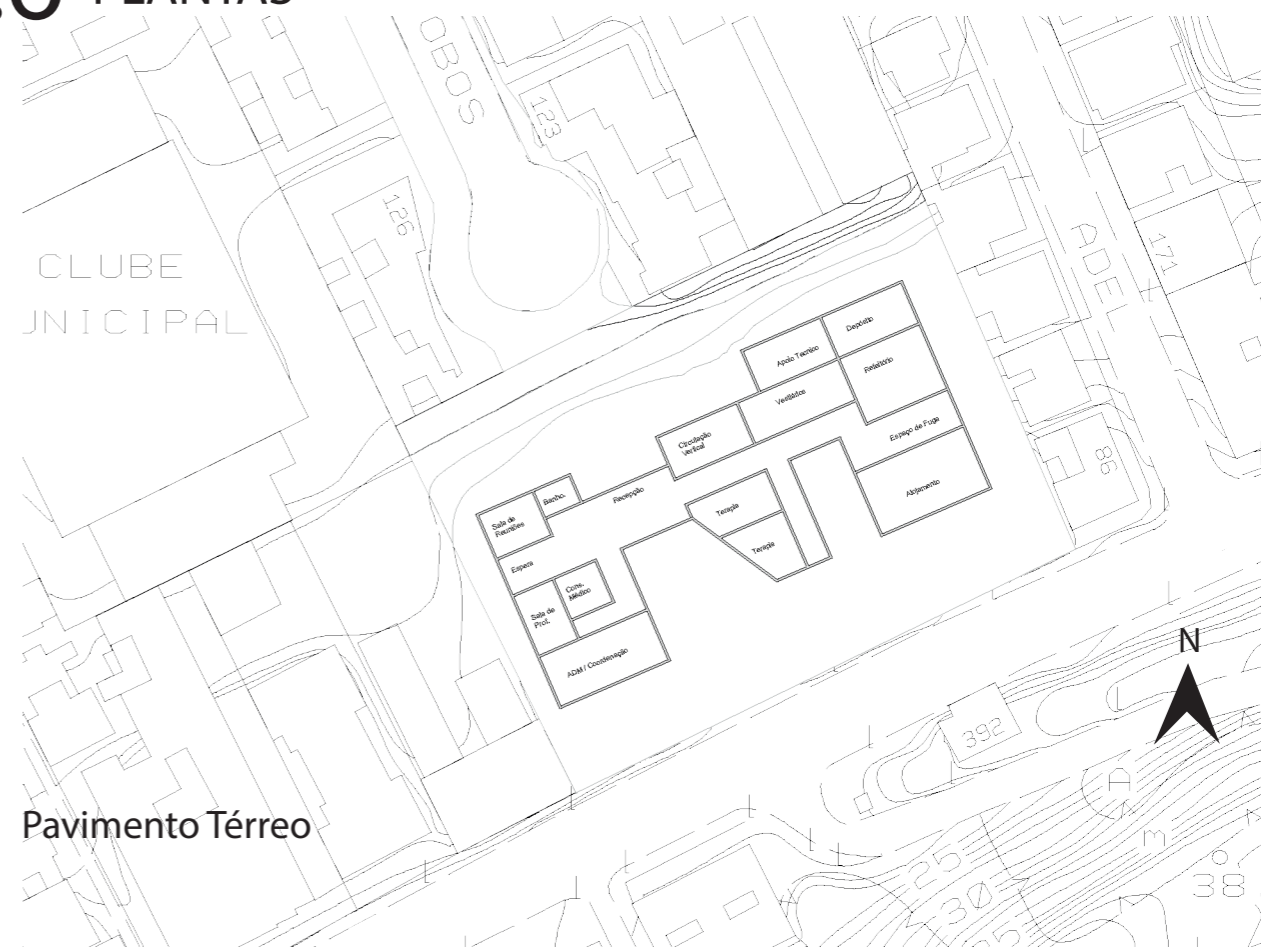 PLANTAS
OBOS
123
126
CLUBE
UNICIPAL
ADEL
171
86
Depósito
Apoio Técnico
Refeitório
Vestiários
Circulação
Vertical
Espaço de Fuga
Recepção
Banho.
Sala de
Reuniões
Alojamento
Terapia
Terapia
Espera
Cons.
Médico
Sala de
Prof.
ADM / Coordenação
N
392
A
m
25
30
38
Pavimento Térreo